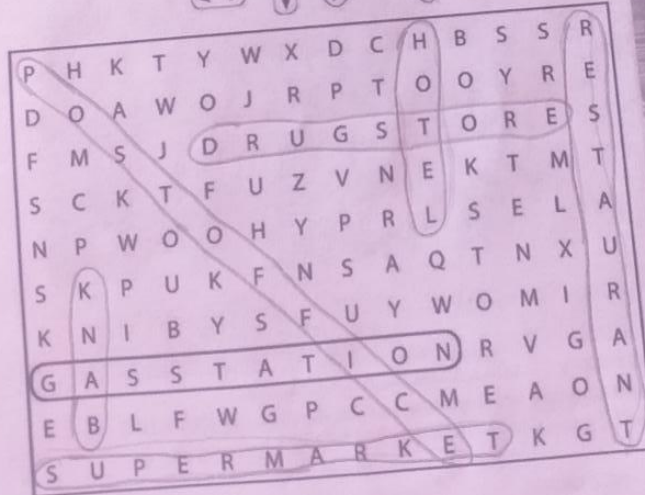 P H K T Y W X D C H B S S R
D O A W O J R P T O O Y R E
F M S J D R U G S T O R E S
S C K T F U Z V N E K T M T
N P W O O H Y P R L S E L A
S K P U K F N S A Q T N X U
K N I B Y S F U Y W O M I R
G A S S T A T I O N R V G A
E B L F W G P C C M E A O N
S U P E R M A R K E T K G T